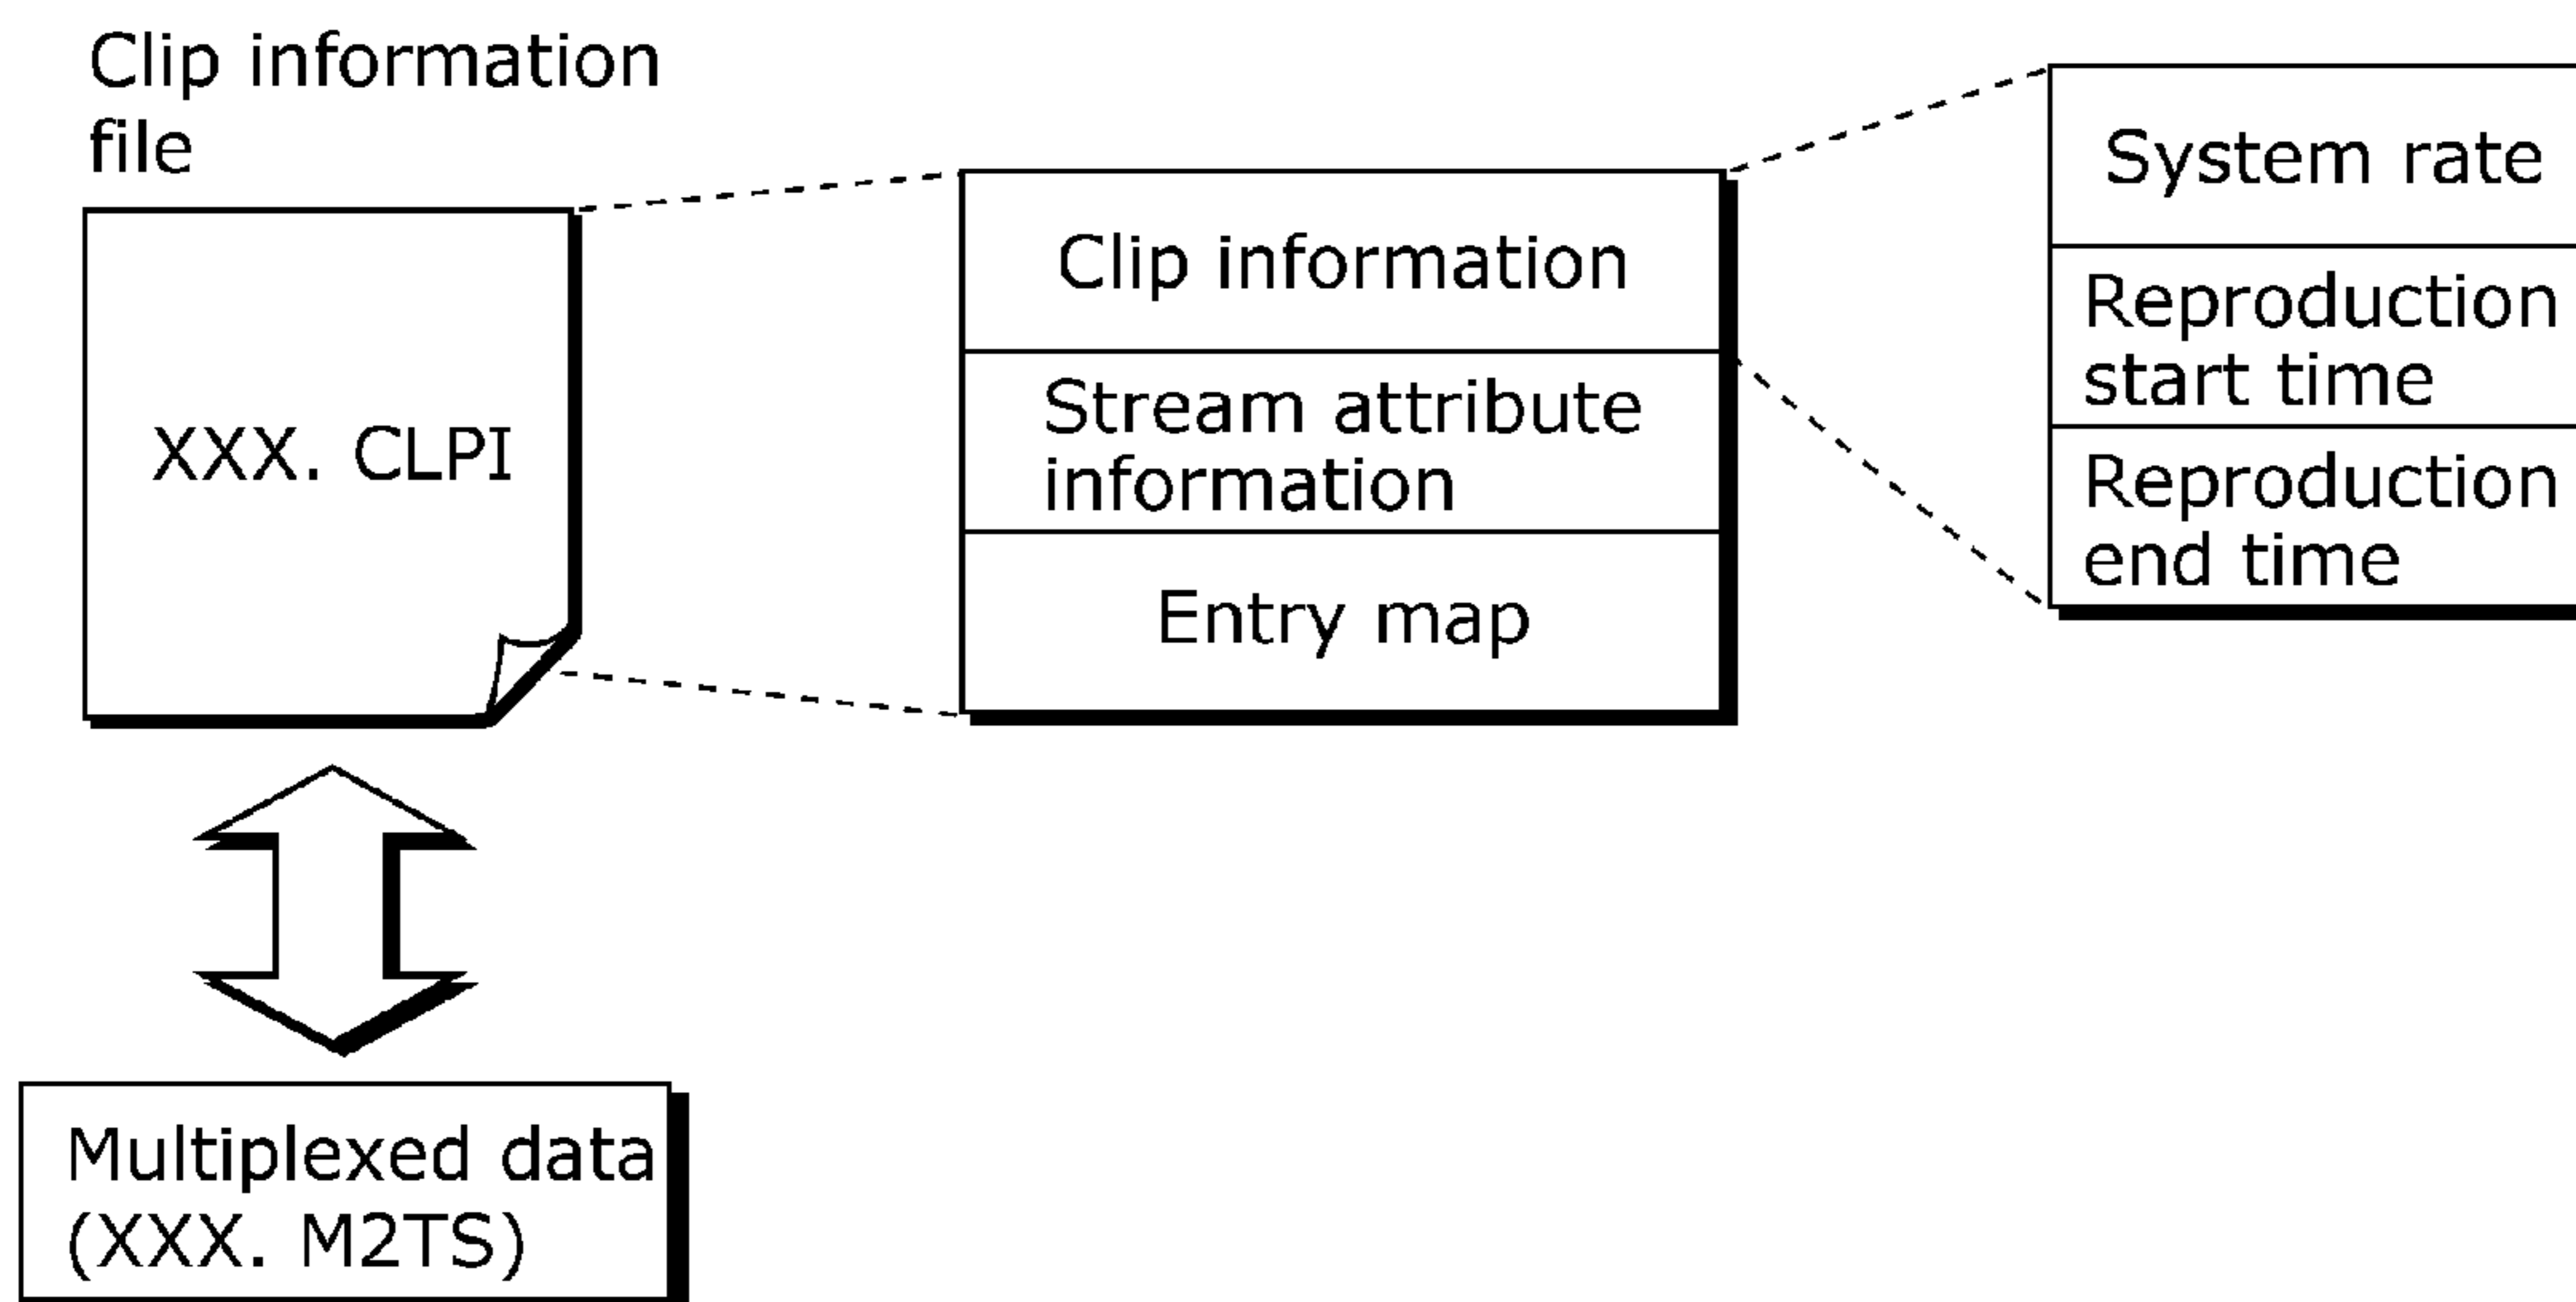 Clip information
file
XXX. CLPI
Clip information
Stream attribute
information
Entry map
System rate
Reproduction
start time
Reproduction
end time
Multiplexed data
(XXX. M2TS)